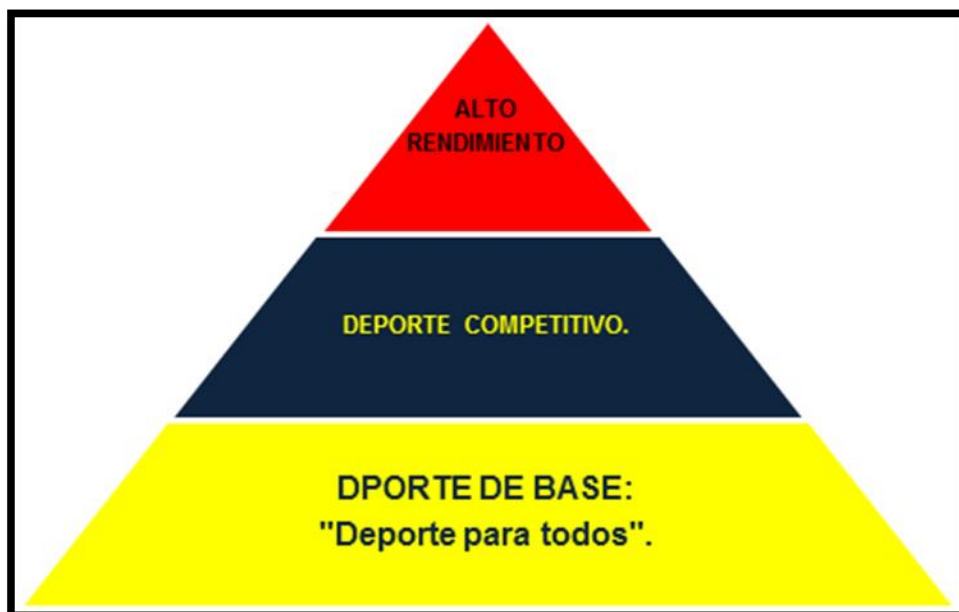 ALTO
RENDIMIENTO
DEPORTE COMPETITIVO.
DPORTE DE BASE:
"Deporte para todos".